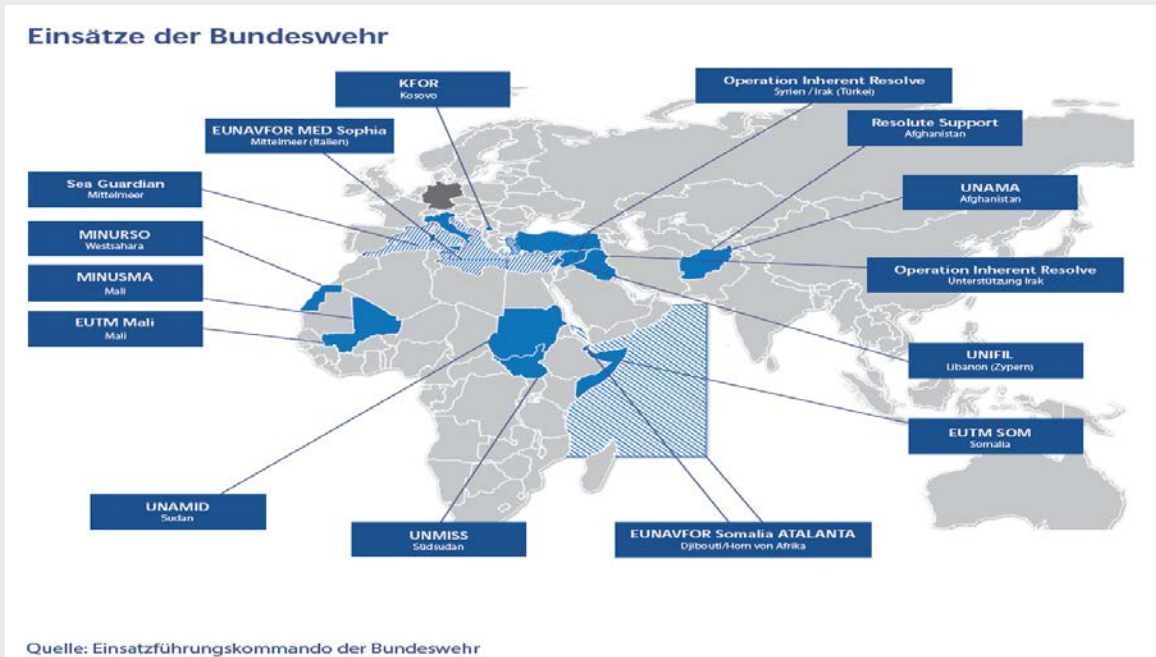 Einsätze der Bundeswehr
KFOR
Kosovo
Operation Inherent Resolve
Syrien / Irak (Türkei)
EUNAVFOR MED Sophia
Mittelmeer (Italien)
Resolute Support
Afghanistan
Sea Guardian
Mittelmeer
UNAMA
Afghanistan
MINURSO
Westsahara
MINUSMA
Mali
Operation Inherent Resolve
Unterstützung Irak
EUTM Mali
Mali
UNIFIL
Libanon (Zypern)
EUTM SOM
Somalia
UNAMID
Sudan
UNMISS
Südsudan
EUNAVFOR Somalia ATALANTA
Djibouti/Horn von Afrika
Quelle: Einsatzführungskommando der Bundeswehr